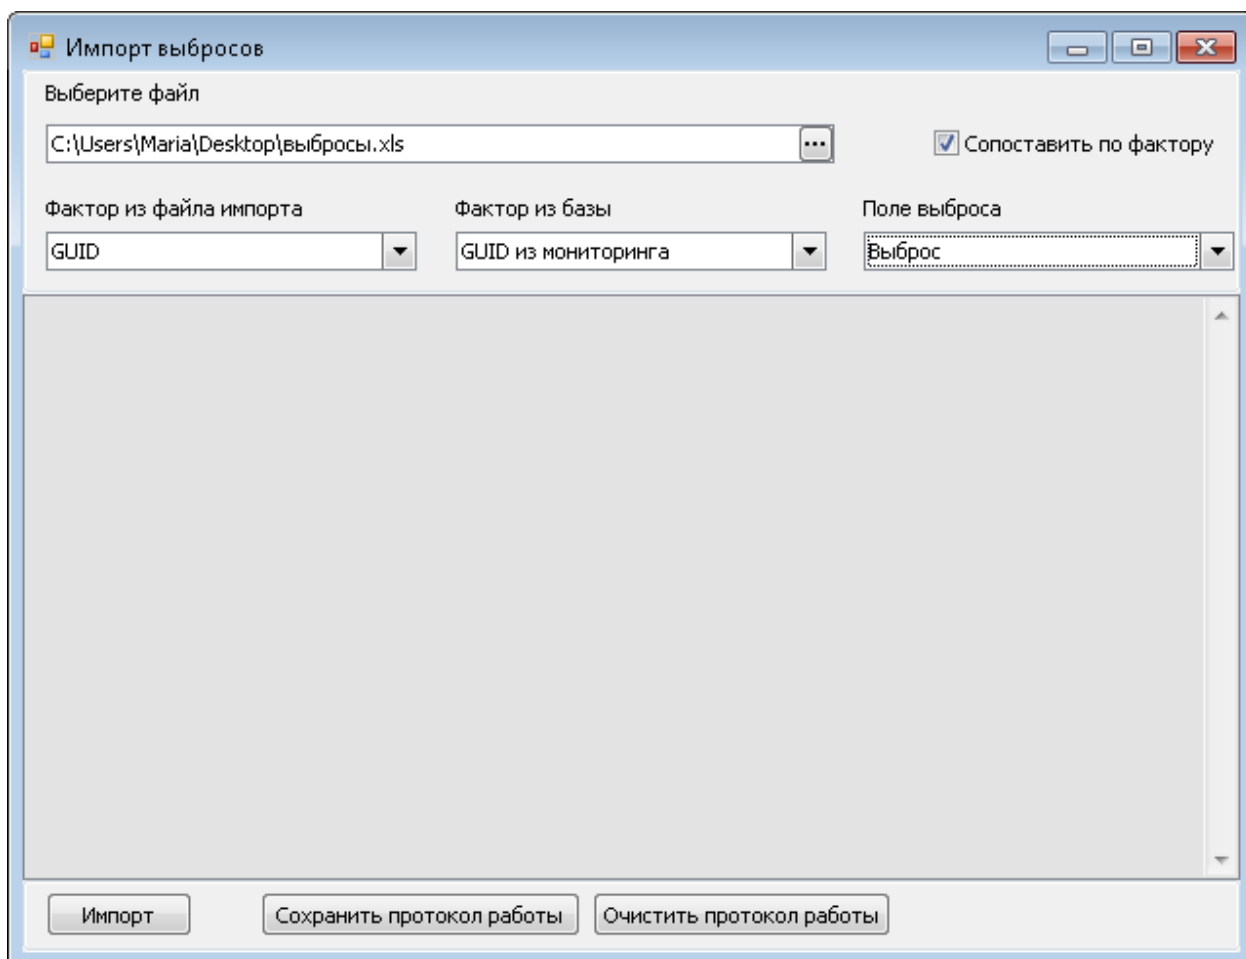 Импорт выбросов
Выберите файл
C:\Users\Maria\Desktop\выбросы.xls
Сопоставить по фактору
Фактор из файла импорта
Фактор из базы
Поле выброса
GUID
GUID из мониторинга
Выброс
Импорт
Сохранить протокол работы
Очистить протокол работы